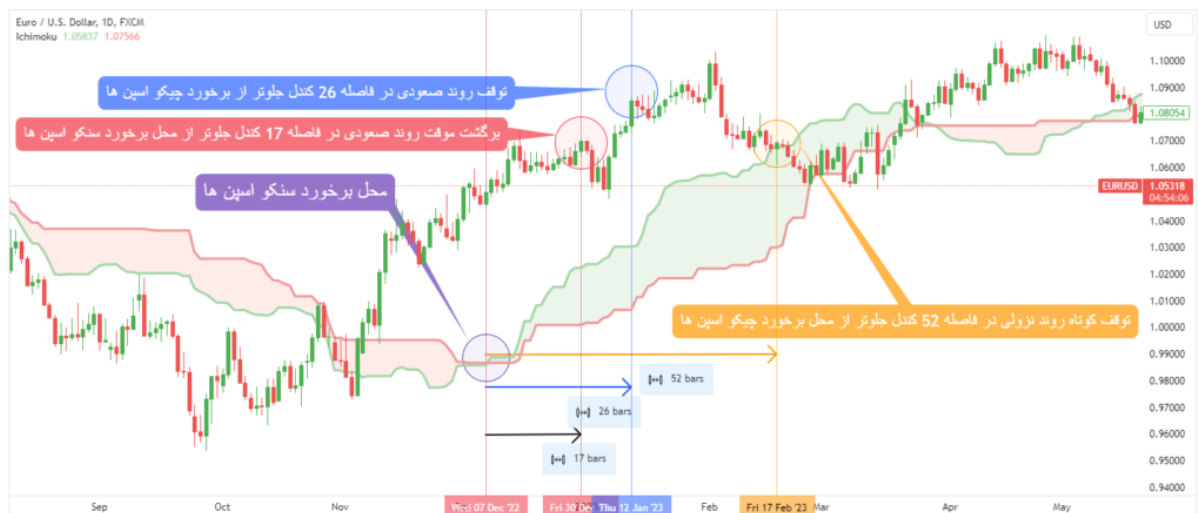 Euro / U.S. Dollar, 1D, FXCM
Ichimoku 1.05837 1.07566
USD
توقف روند صعودی در فاصله 26 کندل جلوتر از برخورد چیکو اسپن ها
برگشت موقت روند صعودی در فاصله 17 کندل جلوتر از محل برخورد سنکو اسپن ها
محل برخورد سنکو اسپن ها
توقف کوتاه روند نزولی در فاصله 52 کندل جلوتر از محل برخورد چیکو اسپن ها
1.10000
1.09000
1.08054
1.07000
1.06000
EURUSD 1.05318
04:54:06
1.04000
1.03000
1.02000
1.01000
1.00000
0.99000
0.98000
0.97000
0.96000
0.95000
0.94000
52 bars
26 bars
17 bars
Sep Oct Nov Wed 07 Dec '22 Fri 30 De Thu 12 Jan '23 Feb Fri 17 Feb '23 Mar Apr May